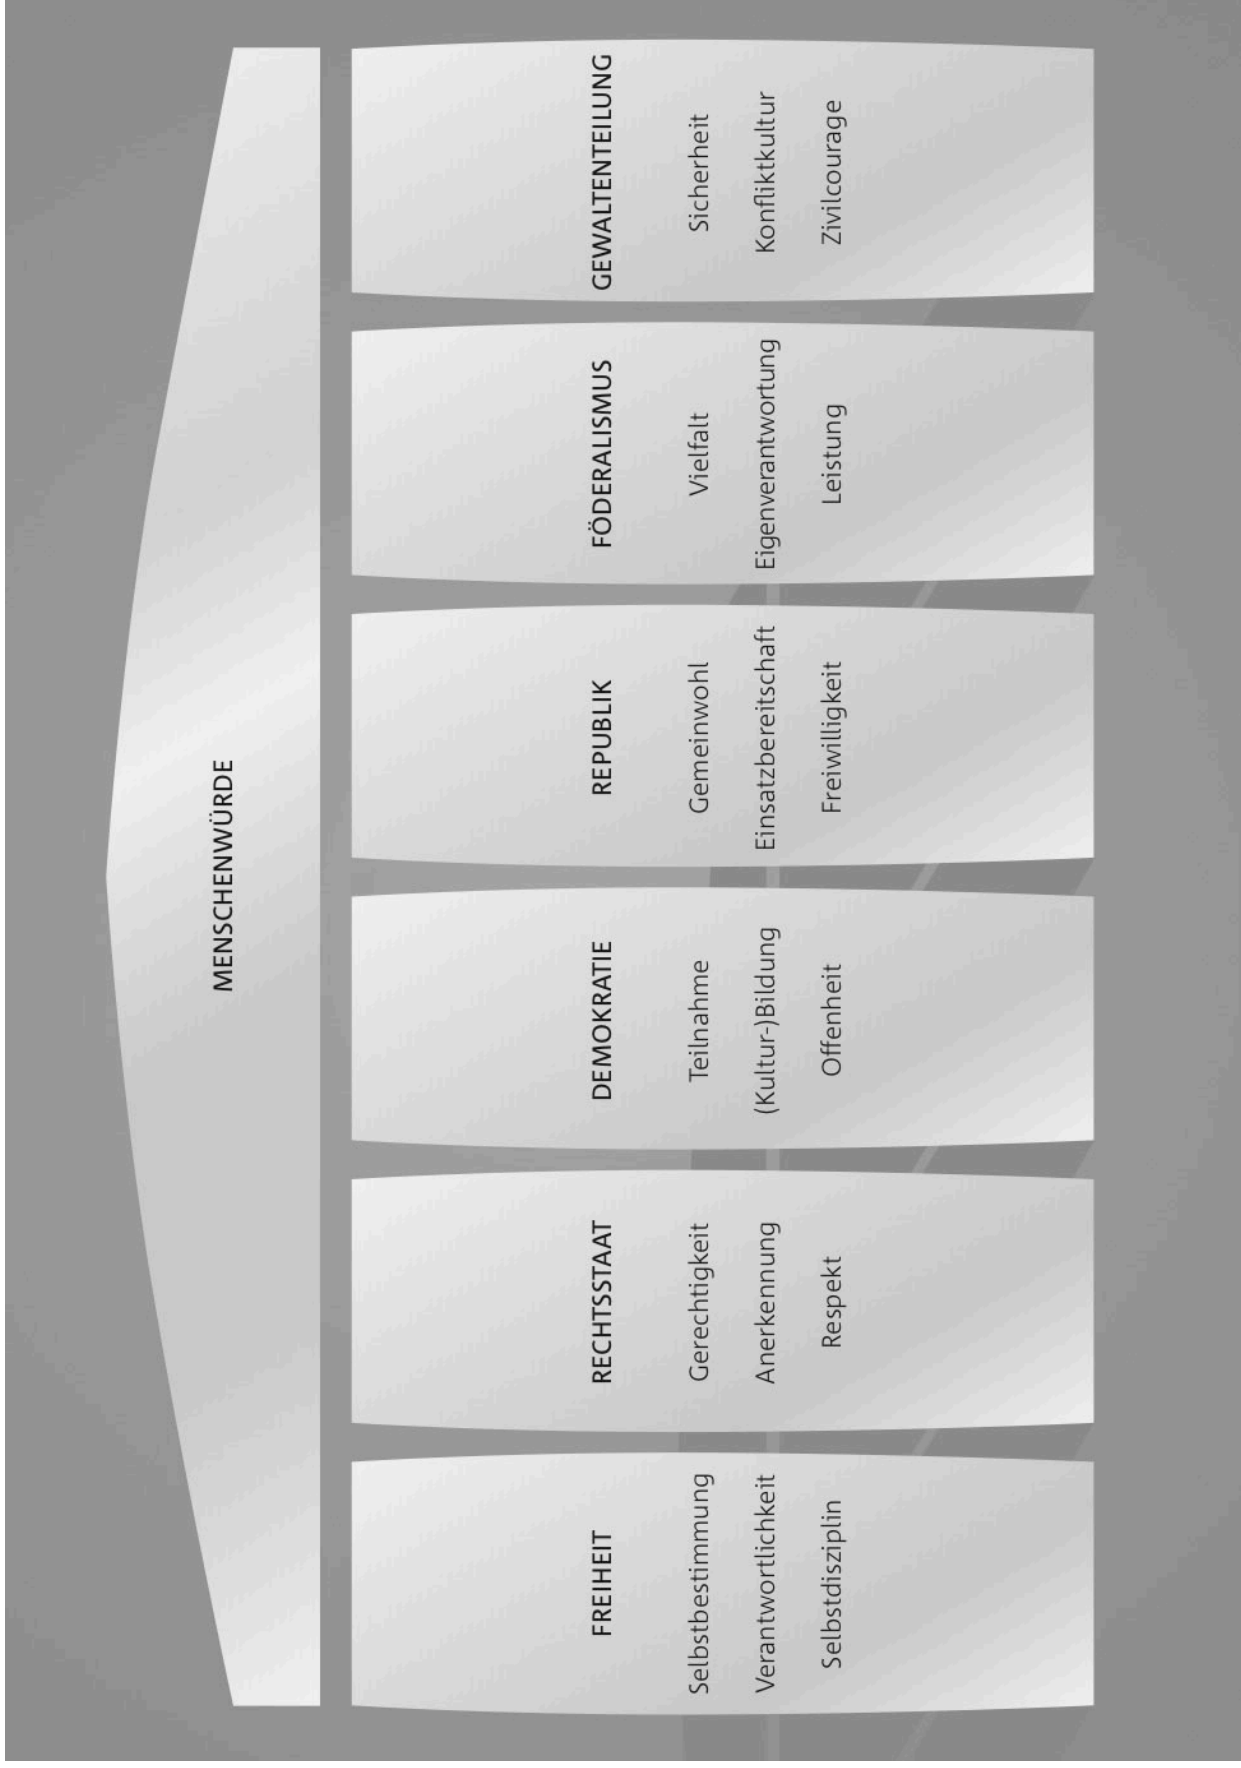 MENSCHENWÜRDE
FREIHEIT
Selbstbestimmung
Verantwortlichkeit
Selbstdisziplin
RECHTSSTAAT
Gerechtigkeit
Anerkennung
Respekt
DEMOKRATIE
Teilnahme
(Kultur-)Bildung
Offenheit
REPUBLIK
Gemeinwohl
Einsatzbereitschaft
Freiwilligkeit
FÖDERALISMUS
Vielfalt
Eigenverantwortung
Leistung
GEWALTENTEILUNG
Sicherheit
Konfliktkultur
Zivilcourage